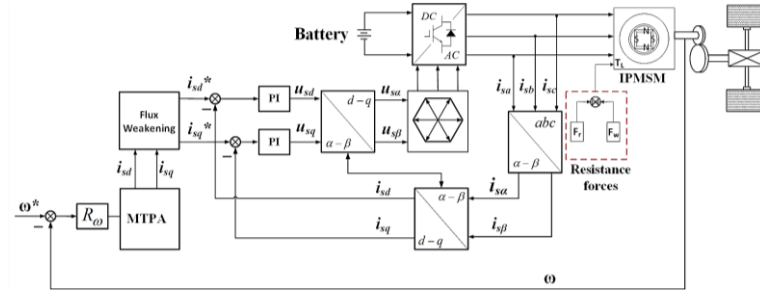 Battery
DC
AC
N
S
S
N
T_L
IPMSM
i_sd*
i_sq*
Flux
Weakening
PI
PI
u_sd
u_sq
d-q
α-β
u_sα
u_sβ
i_sa
i_sb
i_sc
abc
α-β
F_r
F_w
Resistance
forces
i_sd
i_sq
ω*
R_ω
MTPA
i_sd
i_sq
α-β
d-q
i_sα
i_sβ
ω